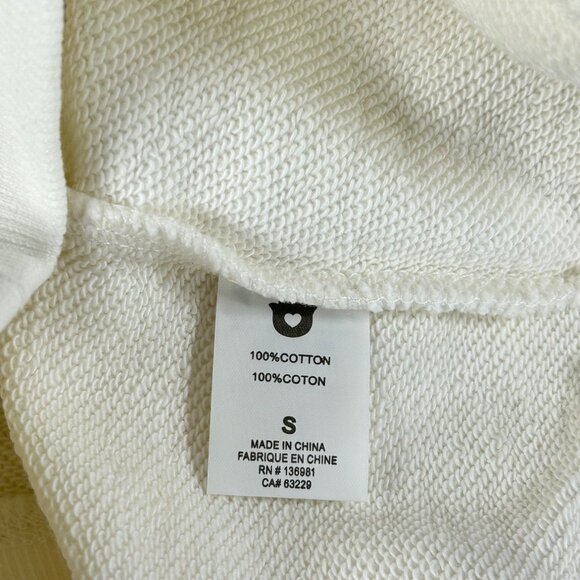 100%COTTON
100%COTON
S
MADE IN CHINA
FABRIQUE EN CHINE
RN # 136981
CA# 63229